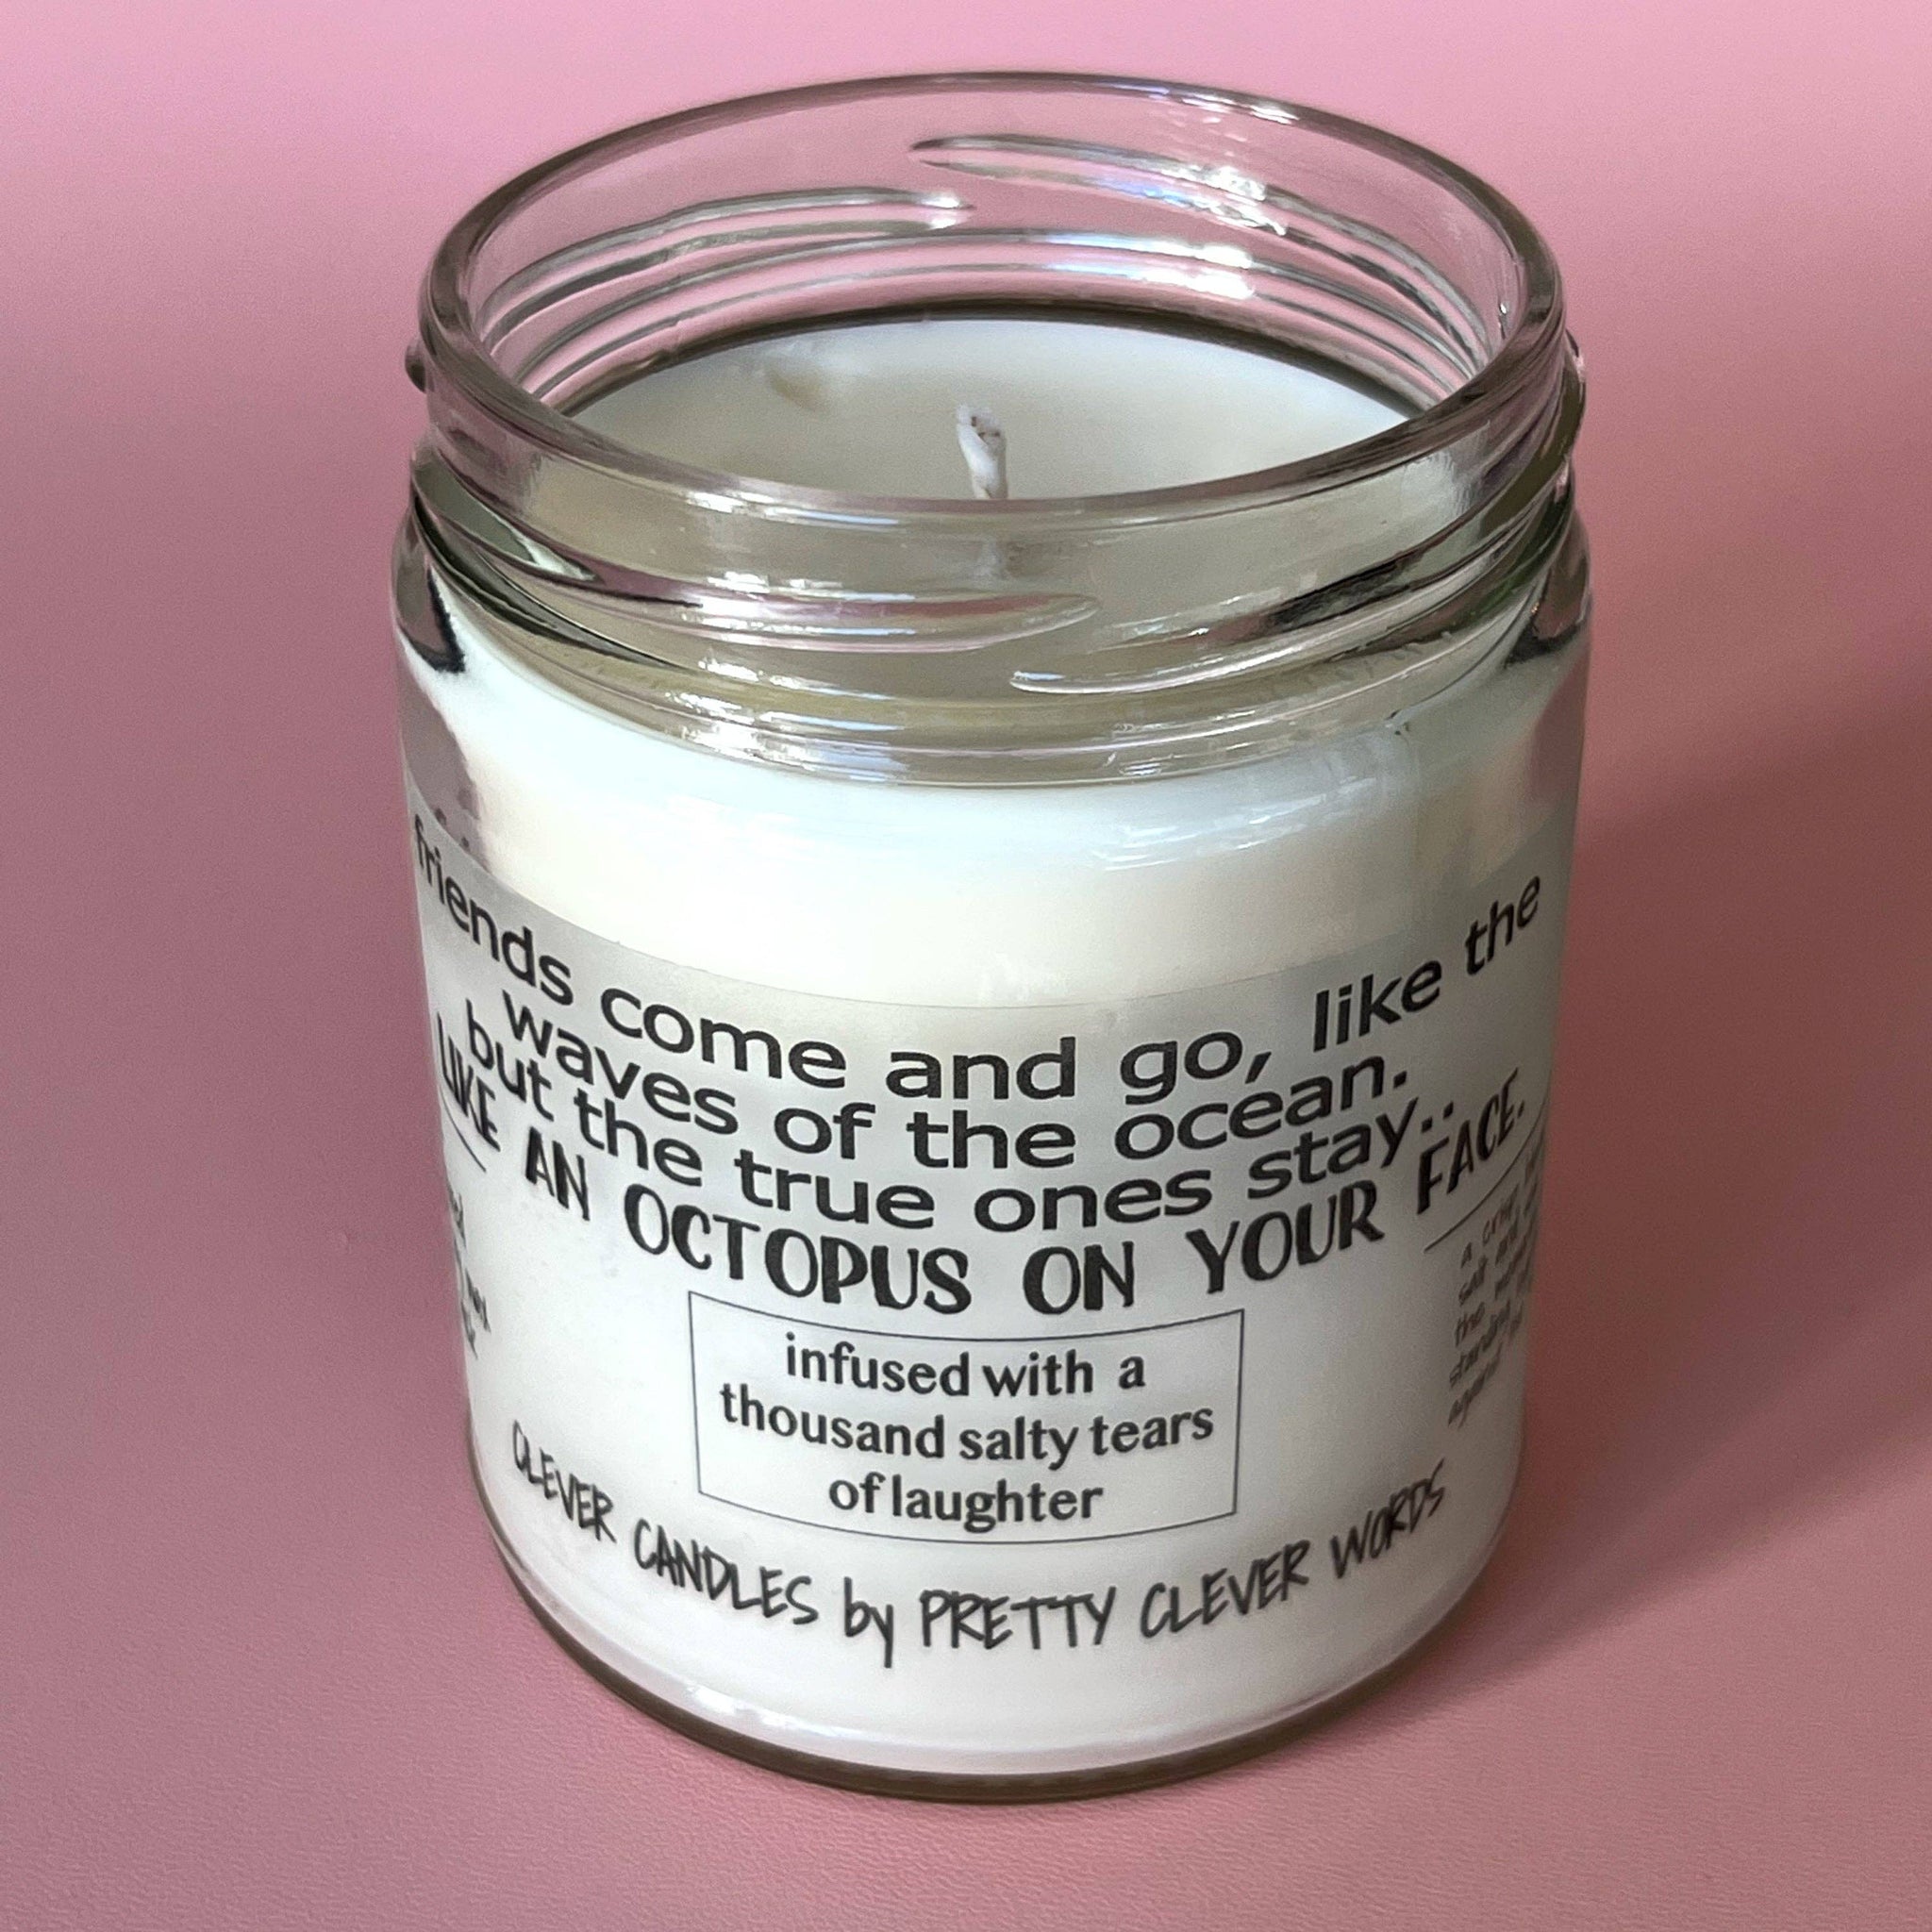 friends come and go, like the
waves of the ocean.
but the true ones stay..
LIKE AN OCTOPUS ON YOUR FACE.
infused with a
thousand salty tears
of laughter
CLEVER CANDLES by PRETTY CLEVER WORDS